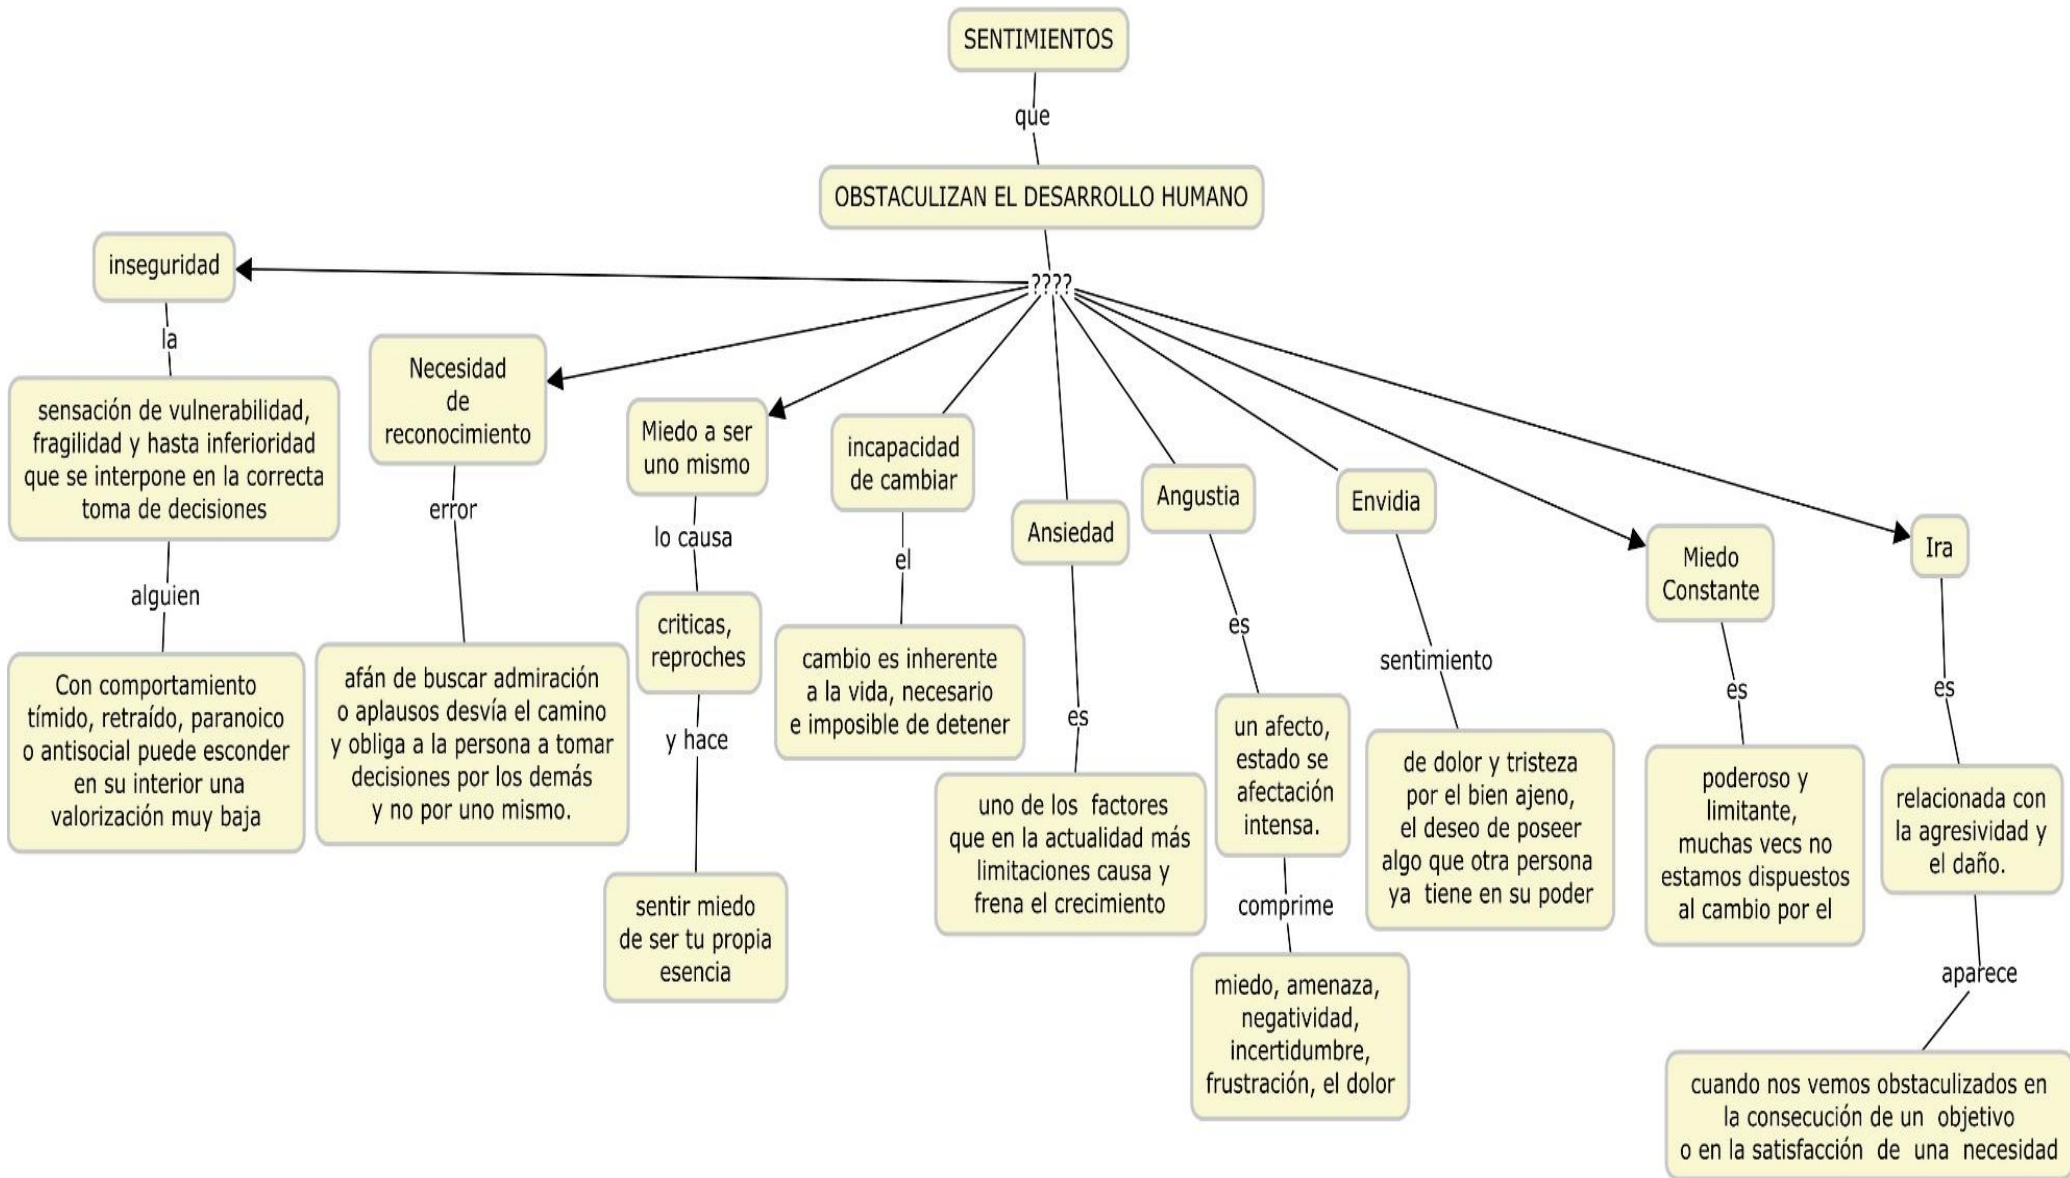 SENTIMIENTOS
que
OBSTACULIZAN EL DESARROLLO HUMANO
????
inseguridad
la
sensación de vulnerabilidad,
fragilidad y hasta inferioridad
que se interpone en la correcta
toma de decisiones
alguien
Con comportamiento
tímido, retraído, paranoico
o antisocial puede esconder
en su interior una
valorización muy baja
Necesidad
de
reconocimiento
error
afán de buscar admiración
o aplausos desvía el camino
y obliga a la persona a tomar
decisiones por los demás
y no por uno mismo.
Miedo a ser
uno mismo
lo causa
criticas,
reproches
y hace
sentir miedo
de ser tu propia
esencia
incapacidad
de cambiar
el
cambio es inherente
a la vida, necesario
e imposible de detener
Ansiedad
es
uno de los factores
que en la actualidad más
limitaciones causa y
frena el crecimiento
Angustia
es
un afecto,
estado se
afectación
intensa.
comprime
miedo, amenaza,
negatividad,
incertidumbre,
frustración, el dolor
Envidia
sentimiento
de dolor y tristeza
por el bien ajeno,
el deseo de poseer
algo que otra persona
ya tiene en su poder
Miedo
Constante
es
poderoso y
limitante,
muchas vecs no
estamos dispuestos
al cambio por el
Ira
es
relacionada con
la agresividad y
el daño.
aparece
cuando nos vemos obstaculizados en
la consecución de un objetivo
o en la satisfacción de una necesidad